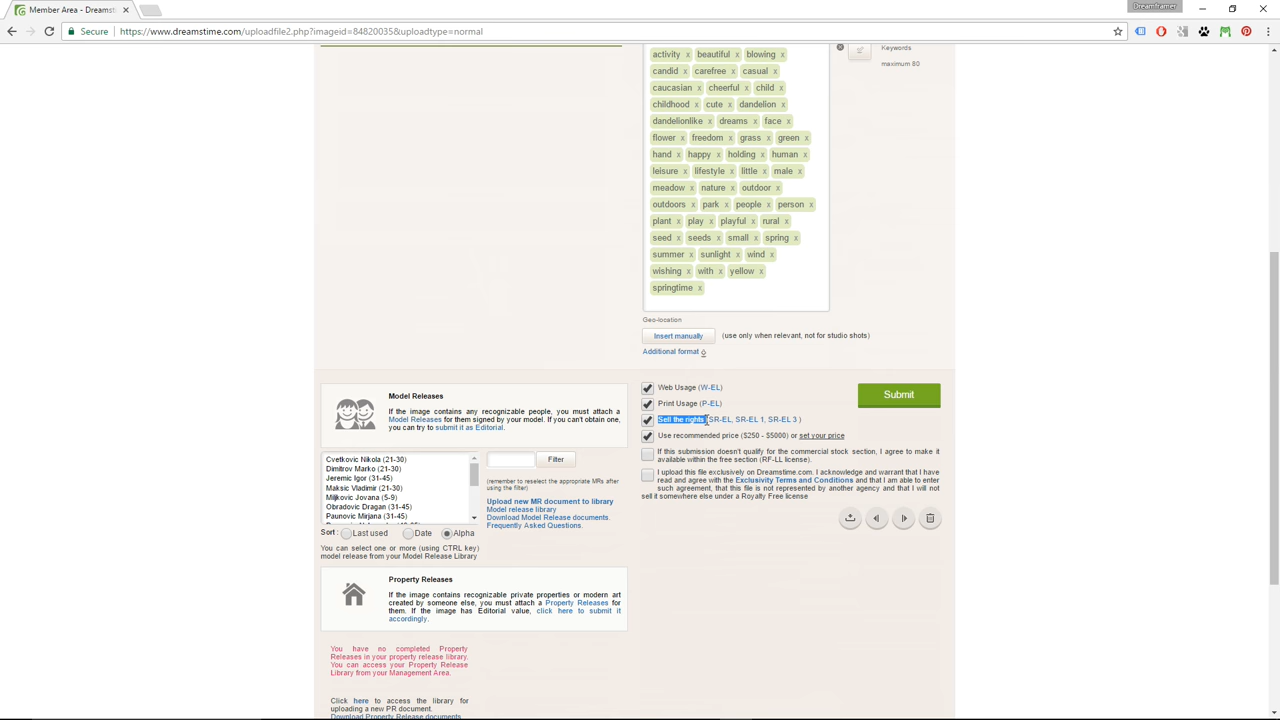 Member Area - Dreamst
Dreamframer
Secure
https://www.dreamstime.com/uploadfile2.php?imageid=84820035&uploadtype=normal
activity x beautiful x blowing x
candid x carefree x casual x
caucasian x cheerful x child x
childhood x cute x dandelion x
dandelionlike x dreams x face x
flower x freedom x grass x green x
hand x happy x holding x human x
leisure x lifestyle x little x male x
meadow x nature x outdoor x
outdoors x park x people x person x
plant x play x playful x rural x
seed x seeds x small x spring x
summer x sunlight x wind x
wishing x with x yellow x
springtime x
Keywords
maximum 80
Geo-location
Insert manually
(use only when relevant, not for studio shots)
Additional format
Model Releases
If the image contains any recognizable people, you must attach a
Model Releases for them signed by your model. If you can't obtain one,
you can try to submit it as Editorial.
Cvetkovic Nikola (21-30)
Dimitrov Marko (21-30)
Jeremic Igor (31-45)
Maksic Vladimir (21-30)
Miljkovic Jovana (5-9)
Obradovic Dragan (31-45)
Paunovic Mirjana (31-45)
Filter
(remember to reselect the appropriate MRs after
using the filter)
Upload new MR document to library
Model release library
Download Model Release documents.
Frequently Asked Questions.
Sort : Last used Date Alpha
You can select one or more (using CTRL key)
model release from your Model Release Library
Property Releases
If the image contains recognizable private properties or modern art
created by someone else, you must attach a Property Releases for
them. If the image has Editorial value, click here to submit it
accordingly.
You have no completed Property
Releases in your property release library.
You can access your Property Release
Library from your Management Area.
Click here to access the library for
uploading a new PR document.
Download Property Release documents
Web Usage (W-EL)
Print Usage (P-EL)
Sell the rights (SR-EL, SR-EL 1, SR-EL 3 )
Use recommended price ($250 - $5000) or set your price
If this submission doesn't qualify for the commercial stock section, I agree to make it
available within the free section (RF-LL license).
I upload this file exclusively on Dreamstime.com. I acknowledge and warrant that I have
read and agree with the Exclusivity Terms and Conditions and that I am able to enter
such agreement, that this file is not represented by another agency and that I will not
sell it somewhere else under a Royalty Free license
Submit